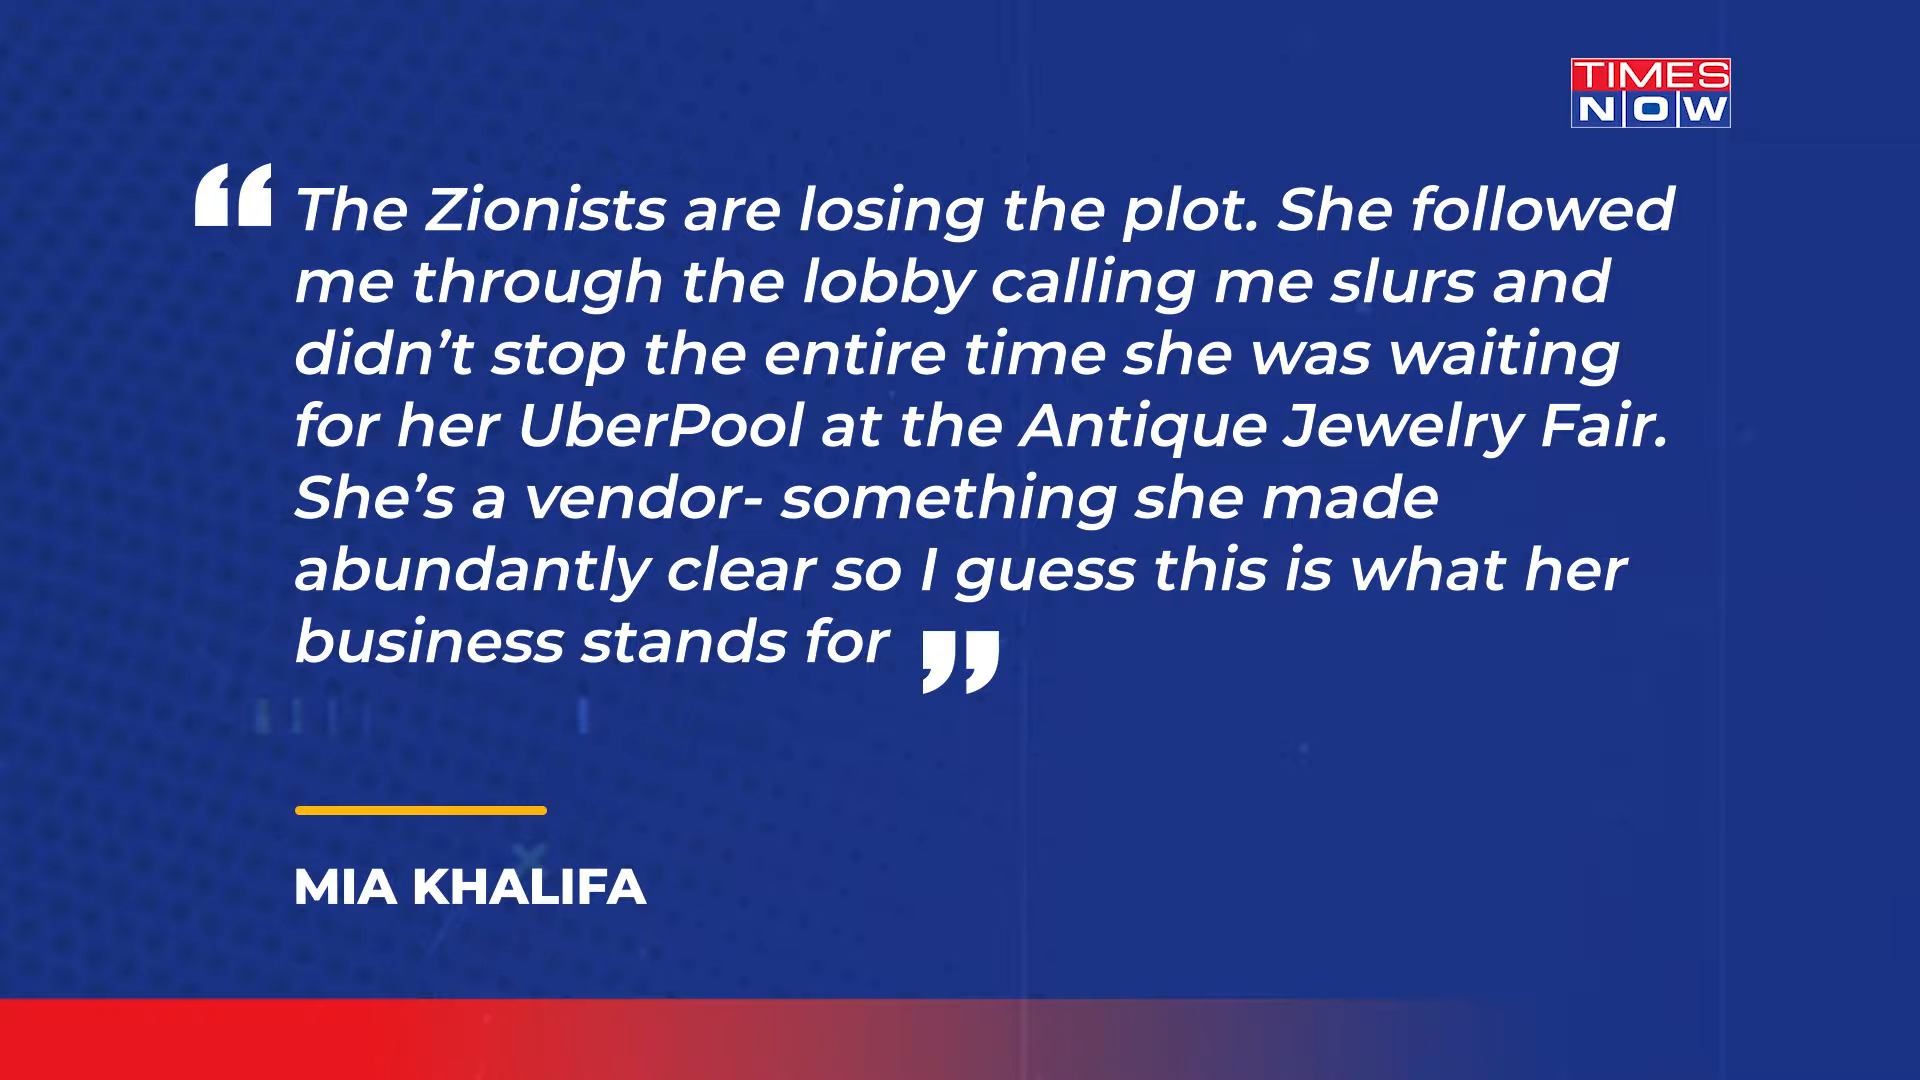 TIMES
NOW
“The Zionists are losing the plot. She followed
me through the lobby calling me slurs and
didn’t stop the entire time she was waiting
for her UberPool at the Antique Jewelry Fair.
She’s a vendor- something she made
abundantly clear so I guess this is what her
business stands for ”
MIA KHALIFA